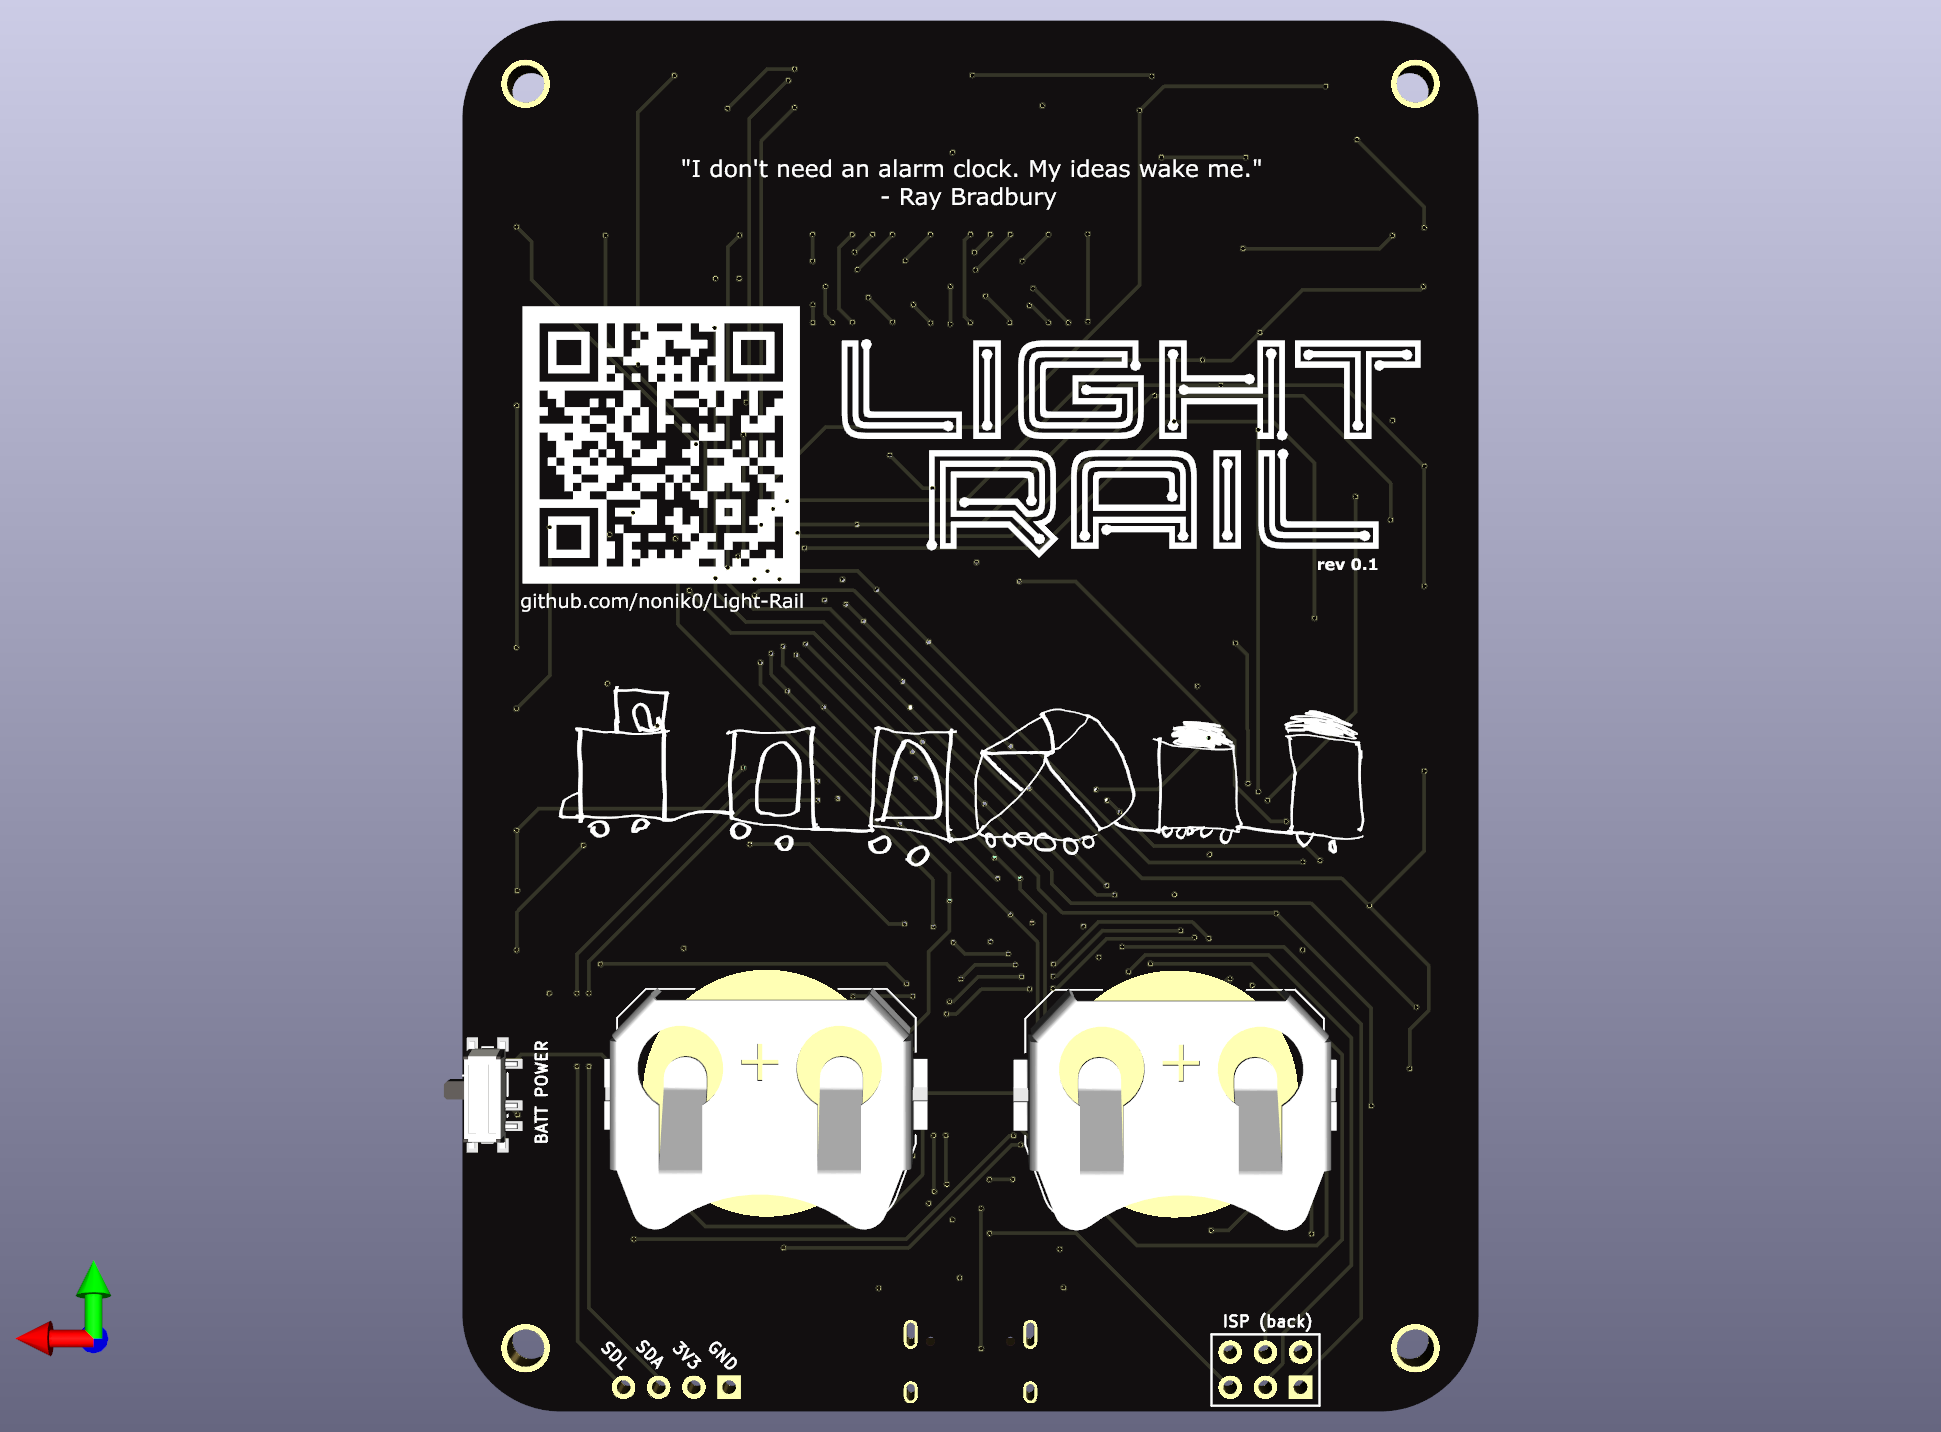 "I don't need an alarm clock. My ideas wake me."
- Ray Bradbury
LIGHT
RAIL
rev 0.1
github.com/nonik0/Light-Rail
BATT POWER
+ +
SDL SDA 3V3 GND
ISP (back)